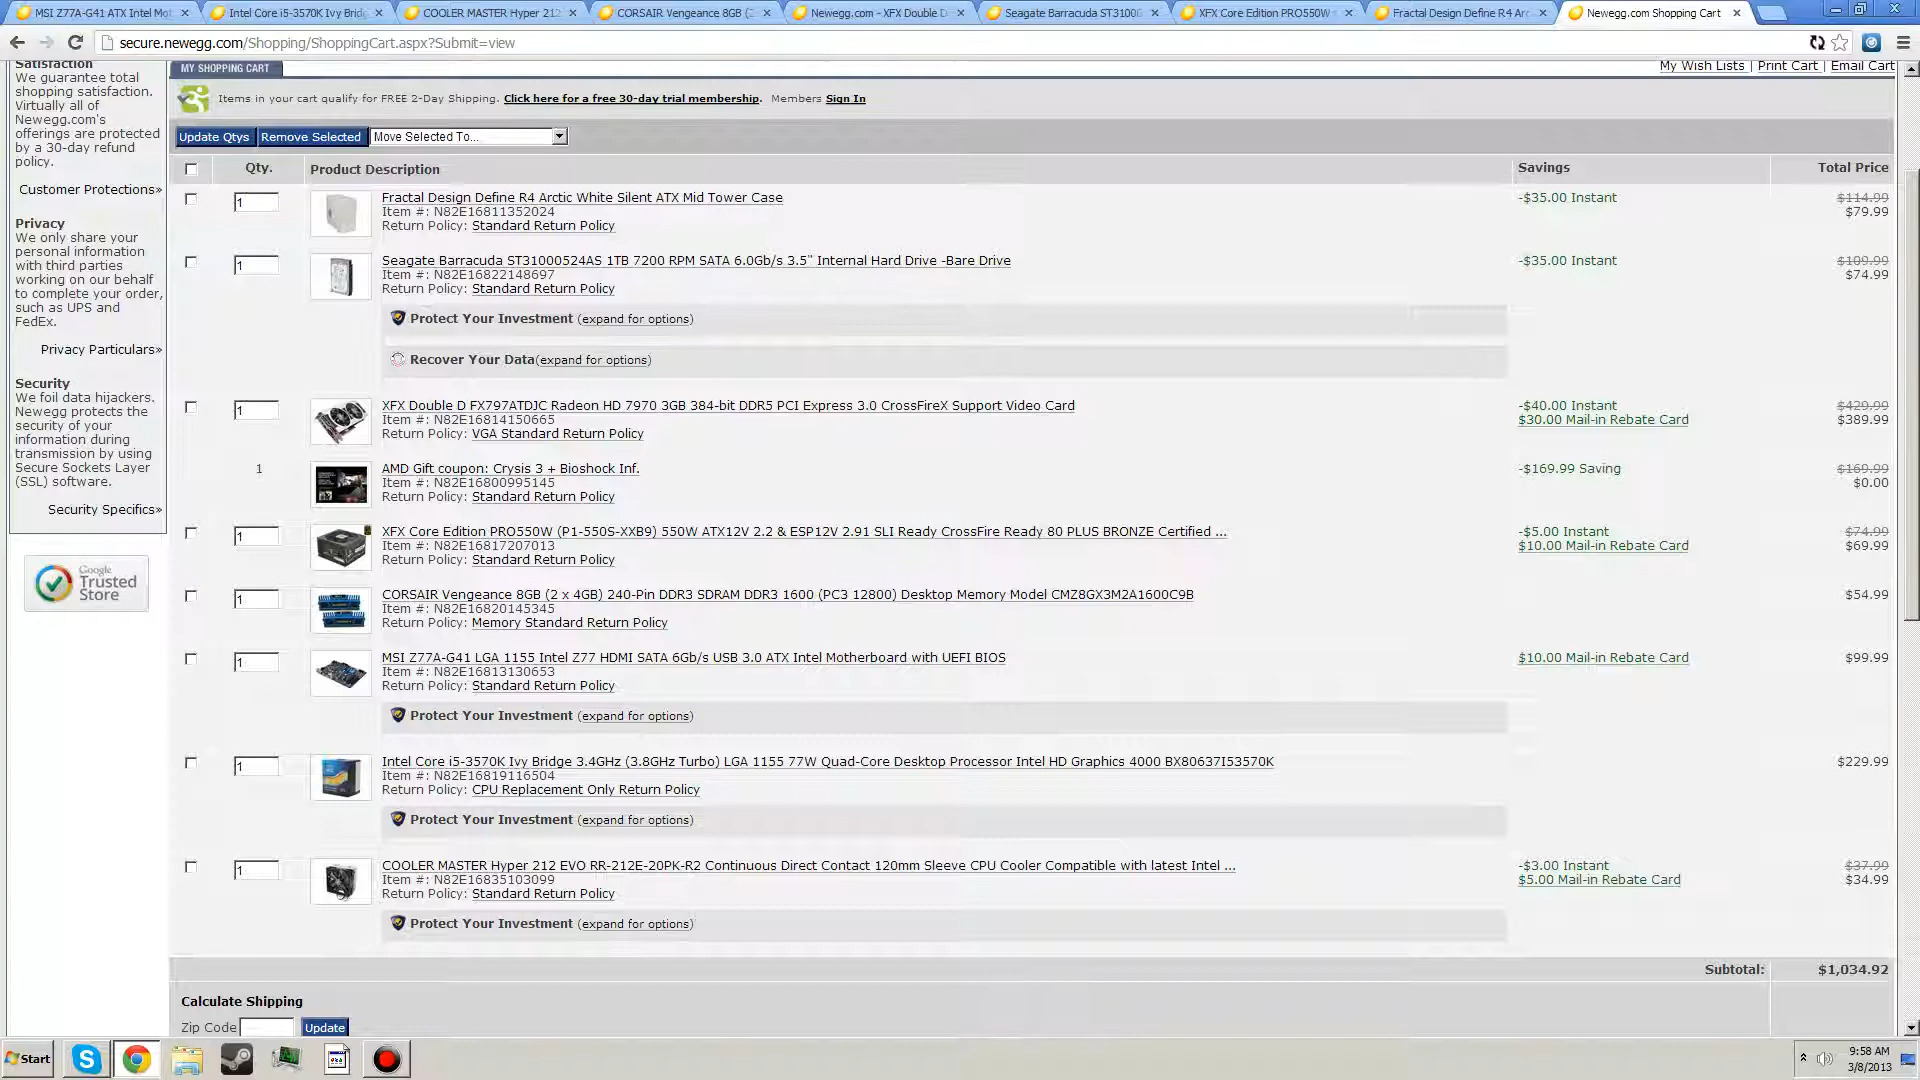 MSI Z77A-G41 ATX Intel Mot
Intel Core i5-3570K Ivy Bridg
COOLER MASTER Hyper 212
CORSAIR Vengeance 8GB (2
Newegg.com - XFX Double D
Seagate Barracuda ST31000
XFX Core Edition PRO550W
Fractal Design Define R4 Arc
Newegg.com Shopping Cart
secure.newegg.com/Shopping/ShoppingCart.aspx?Submit=view
Satisfaction
We guarantee total
shopping satisfaction.
Virtually all of
Newegg.com's
offerings are protected
by a 30-day refund
policy.
Customer Protections»
Privacy
We only share your
personal information
with third parties
working on our behalf
to complete your order,
such as UPS and
FedEx.
Privacy Particulars»
Security
We foil data hijackers.
Newegg protects the
security of your
information during
transmission by using
Secure Sockets Layer
(SSL) software.
Security Specifics»
Google
Trusted
Store
MY SHOPPING CART
My Wish Lists | Print Cart | Email Cart
Items in your cart qualify for FREE 2-Day Shipping. Click here for a free 30-day trial membership. Members Sign In
Update Qtys Remove Selected Move Selected To...
Qty. Product Description Savings Total Price
1 Fractal Design Define R4 Arctic White Silent ATX Mid Tower Case -$35.00 Instant $114.99
Item #: N82E16811352024 $79.99
Return Policy: Standard Return Policy
1 Seagate Barracuda ST31000524AS 1TB 7200 RPM SATA 6.0Gb/s 3.5" Internal Hard Drive -Bare Drive -$35.00 Instant $109.99
Item #: N82E16822148697 $74.99
Return Policy: Standard Return Policy
Protect Your Investment (expand for options)
Recover Your Data(expand for options)
1 XFX Double D FX797ATDJC Radeon HD 7970 3GB 384-bit DDR5 PCI Express 3.0 CrossFireX Support Video Card -$40.00 Instant $429.99
Item #: N82E16814150665 $30.00 Mail-in Rebate Card $389.99
Return Policy: VGA Standard Return Policy
1 AMD Gift coupon: Crysis 3 + Bioshock Inf. -$169.99 Saving $169.99
Item #: N82E16800995145 $0.00
Return Policy: Standard Return Policy
1 XFX Core Edition PRO550W (P1-550S-XXB9) 550W ATX12V 2.2 & ESP12V 2.91 SLI Ready CrossFire Ready 80 PLUS BRONZE Certified ... -$5.00 Instant $74.99
Item #: N82E16817207013 $10.00 Mail-in Rebate Card $69.99
Return Policy: Standard Return Policy
1 CORSAIR Vengeance 8GB (2 x 4GB) 240-Pin DDR3 SDRAM DDR3 1600 (PC3 12800) Desktop Memory Model CMZ8GX3M2A1600C9B $54.99
Item #: N82E16820145345
Return Policy: Memory Standard Return Policy
1 MSI Z77A-G41 LGA 1155 Intel Z77 HDMI SATA 6Gb/s USB 3.0 ATX Intel Motherboard with UEFI BIOS $10.00 Mail-in Rebate Card $99.99
Item #: N82E16813130653
Return Policy: Standard Return Policy
Protect Your Investment (expand for options)
1 Intel Core i5-3570K Ivy Bridge 3.4GHz (3.8GHz Turbo) LGA 1155 77W Quad-Core Desktop Processor Intel HD Graphics 4000 BX80637I53570K $229.99
Item #: N82E16819116504
Return Policy: CPU Replacement Only Return Policy
Protect Your Investment (expand for options)
1 COOLER MASTER Hyper 212 EVO RR-212E-20PK-R2 Continuous Direct Contact 120mm Sleeve CPU Cooler Compatible with latest Intel ... -$3.00 Instant $37.99
Item #: N82E16835103099 $5.00 Mail-in Rebate Card $34.99
Return Policy: Standard Return Policy
Protect Your Investment (expand for options)
Subtotal: $1,034.92
Calculate Shipping
Zip Code Update
Start
9:58 AM
3/8/2013